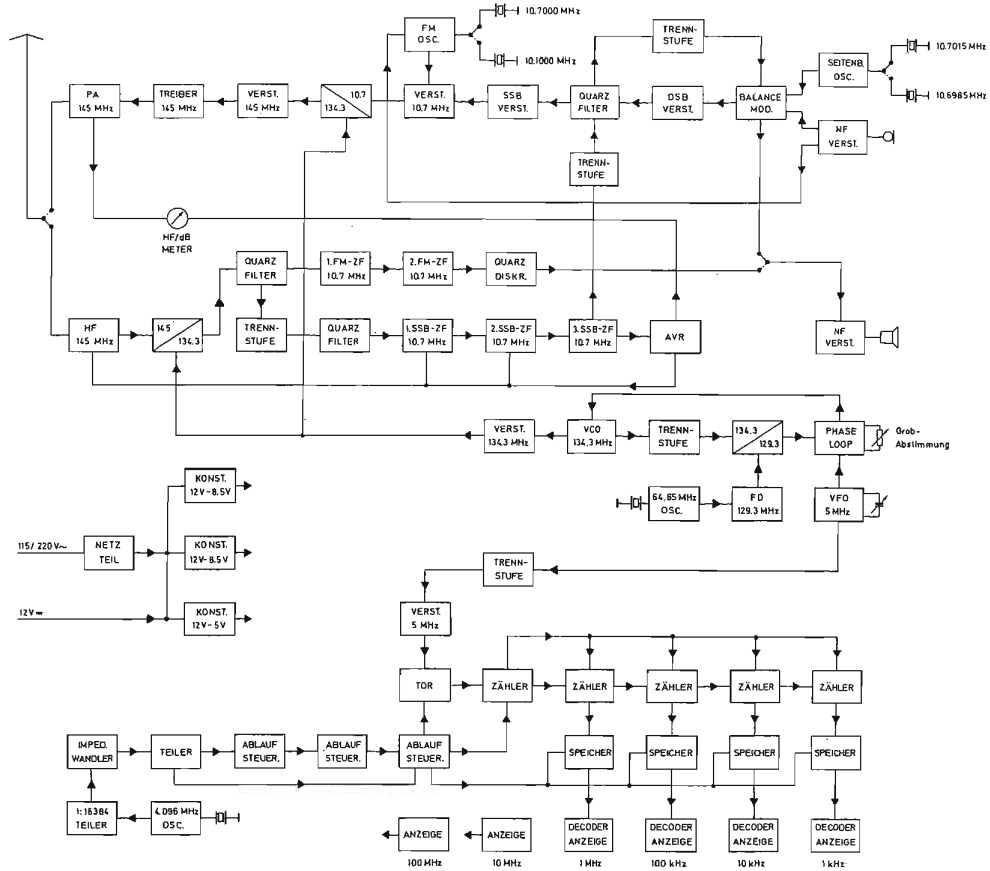 10.7000 MHz
FM
OSC.
10.1000 MHz
TRENN-
STUFE
10.7015 MHz
SEITENB.
OSC.
10.6985 MHz
PA
145 MHz
TREIBER
145 MHz
VERST.
145 MHz
10.7
134.3
VERST.
10.7 MHz
SSB
VERST.
QUARZ
FILTER
DSB
VERST.
BALANCE
MOD.
NF
VERST.
TRENN-
STUFE
HF/dB
METER
QUARZ
FILTER
1.FM-ZF
10.7 MHz
2.FM-ZF
10.7 MHz
QUARZ
DISKR.
HF
145 MHz
145
134.3
TRENN-
STUFE
QUARZ
FILTER
1.SSB-ZF
10.7 MHz
2.SSB-ZF
10.7 MHz
3.SSB-ZF
10.7 MHz
AVR
NF
VERST.
VERST.
134.3 MHz
VCO
134.3 MHz
TRENN-
STUFE
134.3
129.3
PHASE
LOOP
Grob-
Abstimmung
64.65 MHz
OSC.
FD
129.3 MHz
VFO
5 MHz
KONST.
12V-8.5V
115/220V~
NETZ
TEIL
KONST.
12V-8.5V
12V=
KONST.
12V-5V
TRENN-
STUFE
VERST.
5 MHz
TOR
ZÄHLER
ZÄHLER
ZÄHLER
ZÄHLER
ZÄHLER
IMPED.
WANDLER
TEILER
ABLAUF
STEUER.
ABLAUF
STEUER.
ABLAUF
STEUER.
SPEICHER
SPEICHER
SPEICHER
SPEICHER
1:16384
TEILER
4.096 MHz
OSC.
ANZEIGE
100 MHz
ANZEIGE
10 MHz
DECODER
ANZEIGE
1 MHz
DECODER
ANZEIGE
100 kHz
DECODER
ANZEIGE
10 kHz
DECODER
ANZEIGE
1 kHz